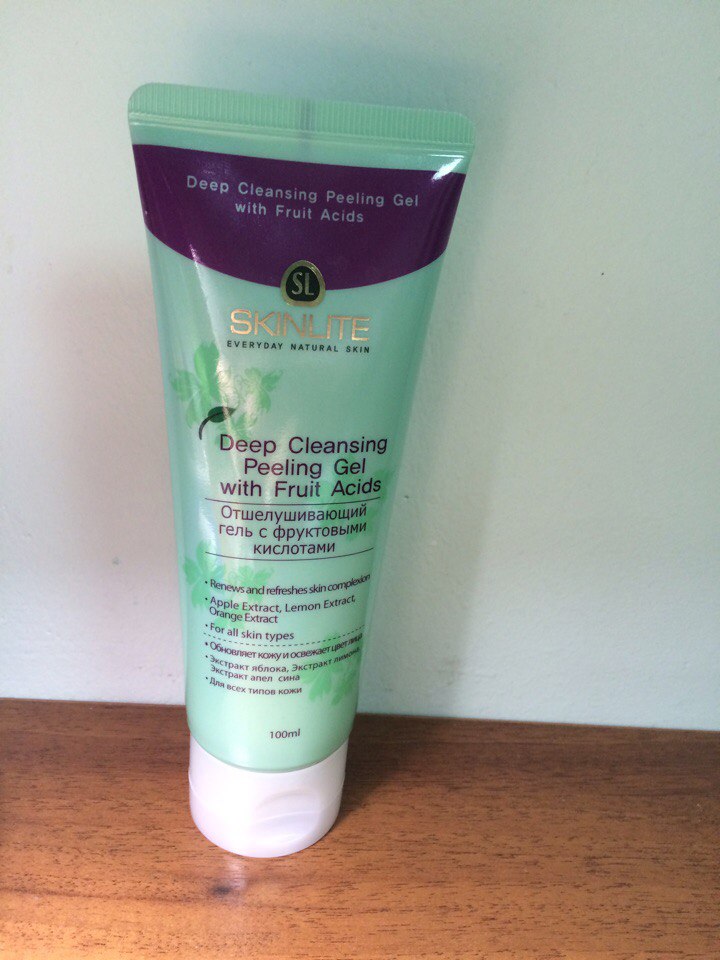 Deep Cleansing Peeling Gel
with Fruit Acids
SL
SKINLITE
EVERYDAY NATURAL SKIN
Deep Cleansing
Peeling Gel
with Fruit Acids
Отшелушивающий
гель с фруктовыми
кислотами
• Renews and refreshes skin complexion
• Apple Extract, Lemon Extract,
Orange Extract
• For all skin types
• Обновляет кожу и освежает цвет лица
• Экстракт яблока, Экстракт лимона,
Экстракт апел сина
• Для всех типов кожи
100ml